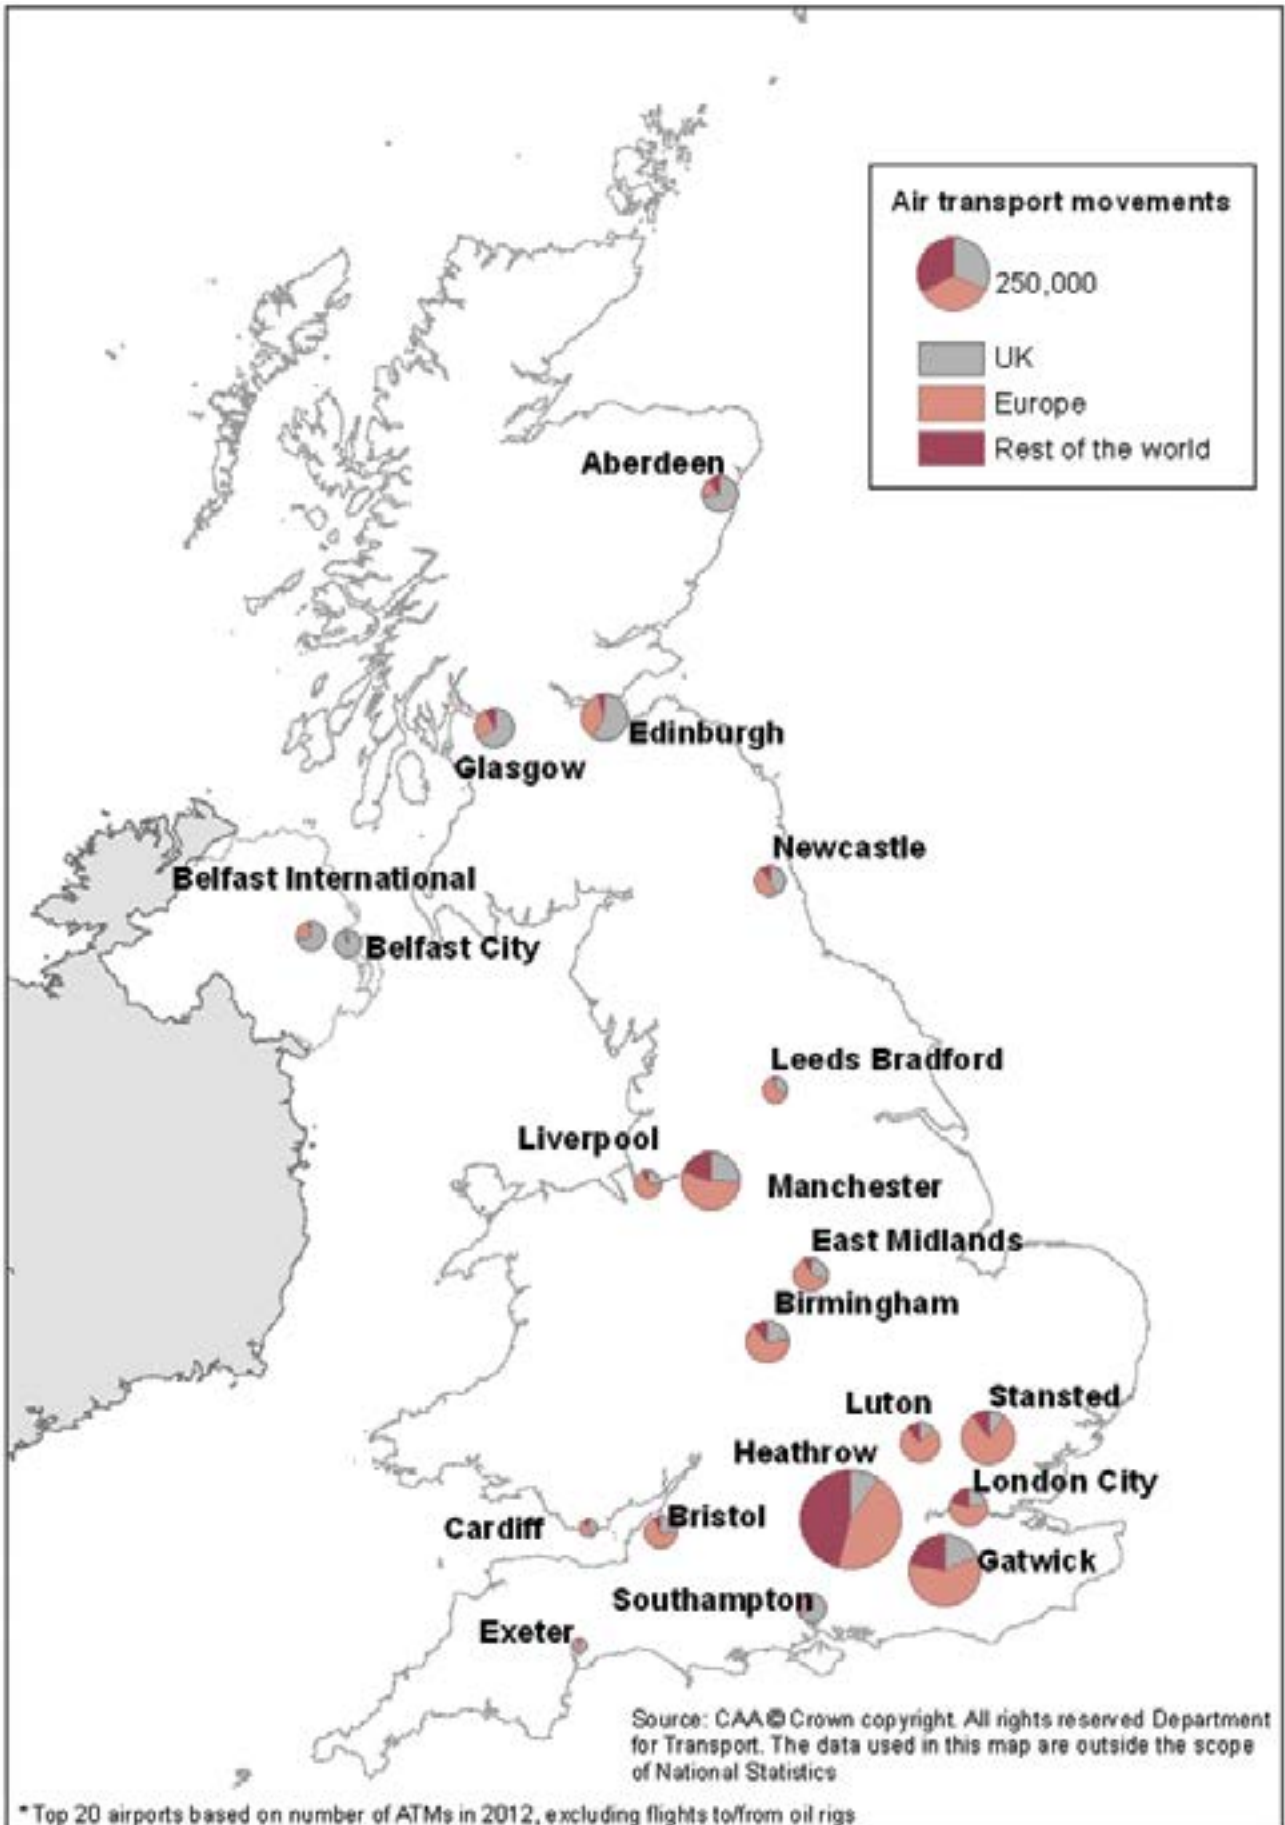 Air transport movements
250,000
UK
Europe
Rest of the world
Aberdeen
Edinburgh
Glasgow
Newcastle
Belfast International
Belfast City
Leeds Bradford
Liverpool
Manchester
East Midlands
Birmingham
Luton
Stansted
Heathrow
London City
Cardiff
Bristol
Gatwick
Southampton
Exeter
Source: CAA © Crown copyright. All rights reserved Department
for Transport. The data used in this map are outside the scope
of National Statistics
* Top 20 airports based on number of ATMs in 2012, excluding flights to/from oil rigs